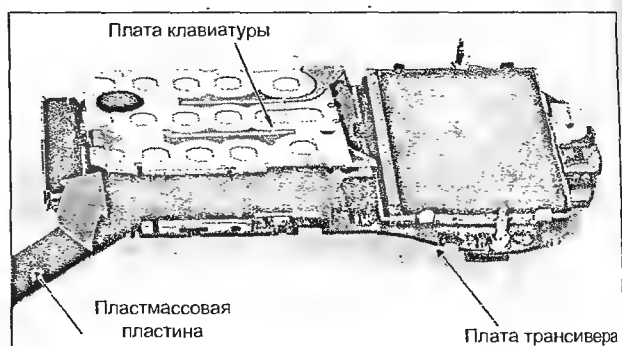 Плата клавиатуры
Пластмассовая
пластина
Плата трансивера